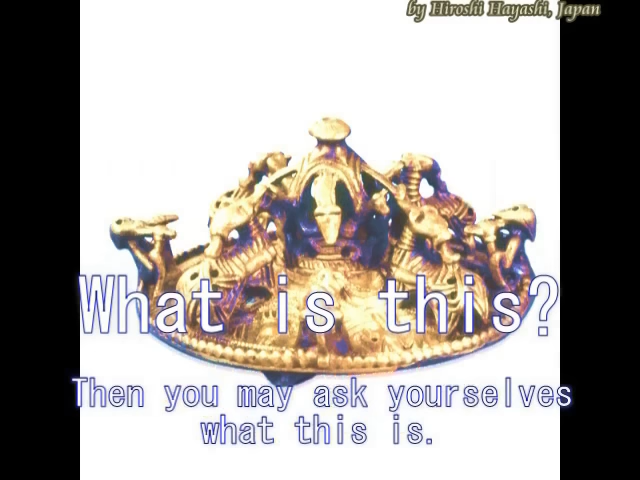 by Hiroshi Hayashi, Japan
What is this?
Then you may ask yourselves
what this is.